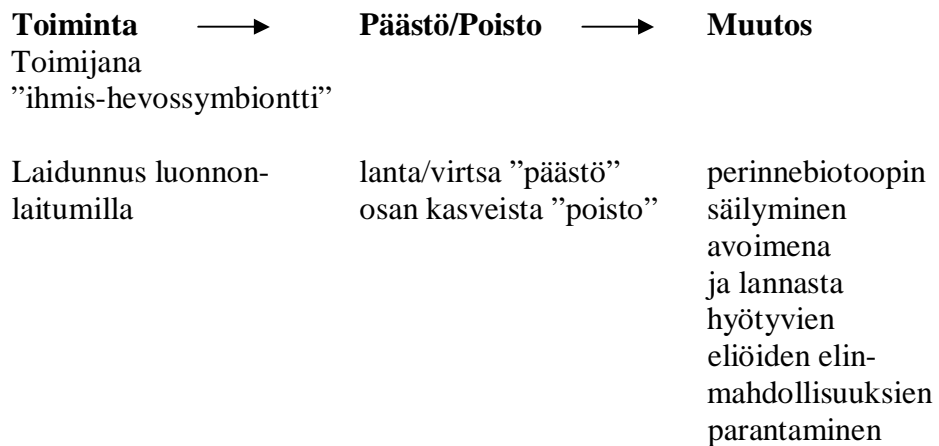 Toiminta → Päästö/Poisto → Muutos
Toimijana
”ihmis-hevossymbiontti”
Laidunnus luonnon-
laitumilla
lanta/virtsa ”päästö”
osan kasveista ”poisto”
perinnebiotoopin
säilyminen
avoimena
ja lannasta
hyötyvien
eliöiden elin-
mahdollisuuksien
parantaminen